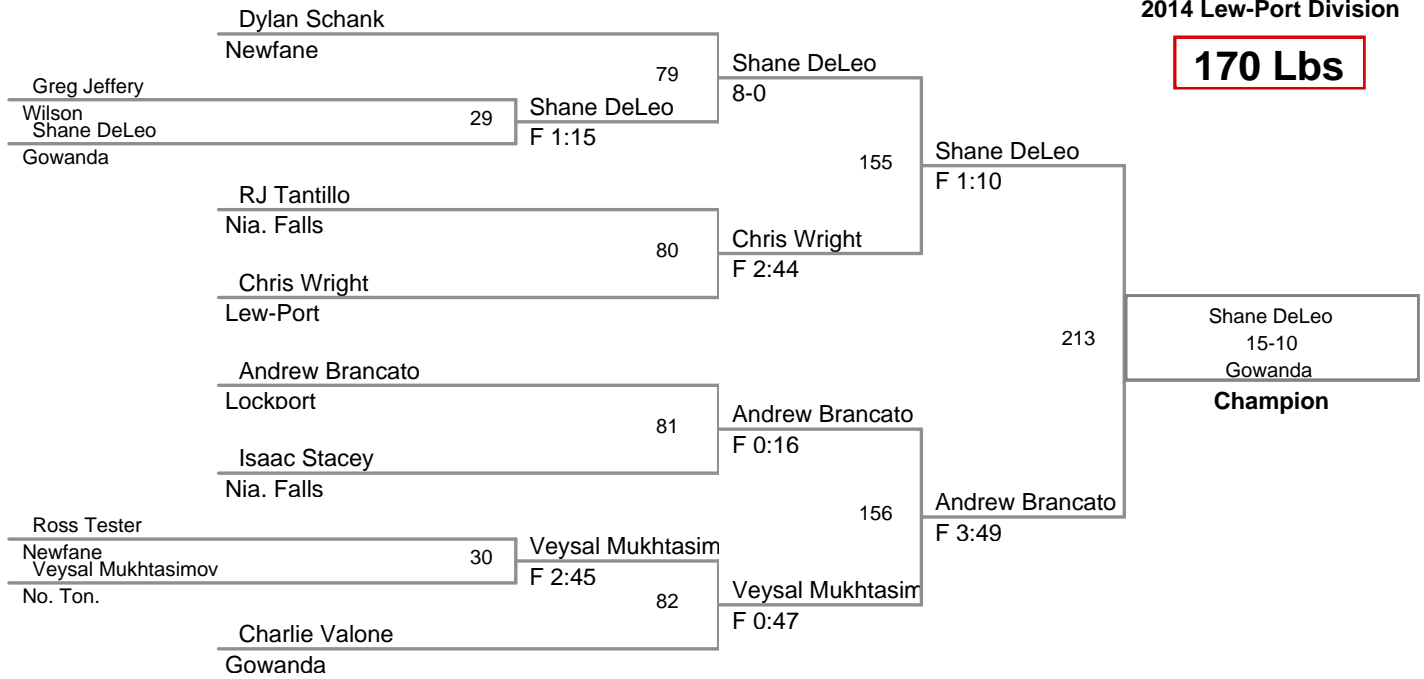 2014 Lew-Port Division
170 Lbs
Dylan Schank
Newfane
79
Shane DeLeo
8-0
Greg Jeffery
Wilson
29
Shane DeLeo
F 1:15
Shane DeLeo
Gowanda
155
Shane DeLeo
F 1:10
RJ Tantillo
Nia. Falls
80
Chris Wright
F 2:44
Chris Wright
Lew-Port
213
Shane DeLeo
15-10
Gowanda
Champion
Andrew Brancato
Lockport
81
Andrew Brancato
F 0:16
Isaac Stacey
Nia. Falls
156
Andrew Brancato
F 3:49
Ross Tester
Newfane
30
Veysal Mukhtasim
F 2:45
Veysal Mukhtasimov
No. Ton.
82
Veysal Mukhtasim
F 0:47
Charlie Valone
Gowanda